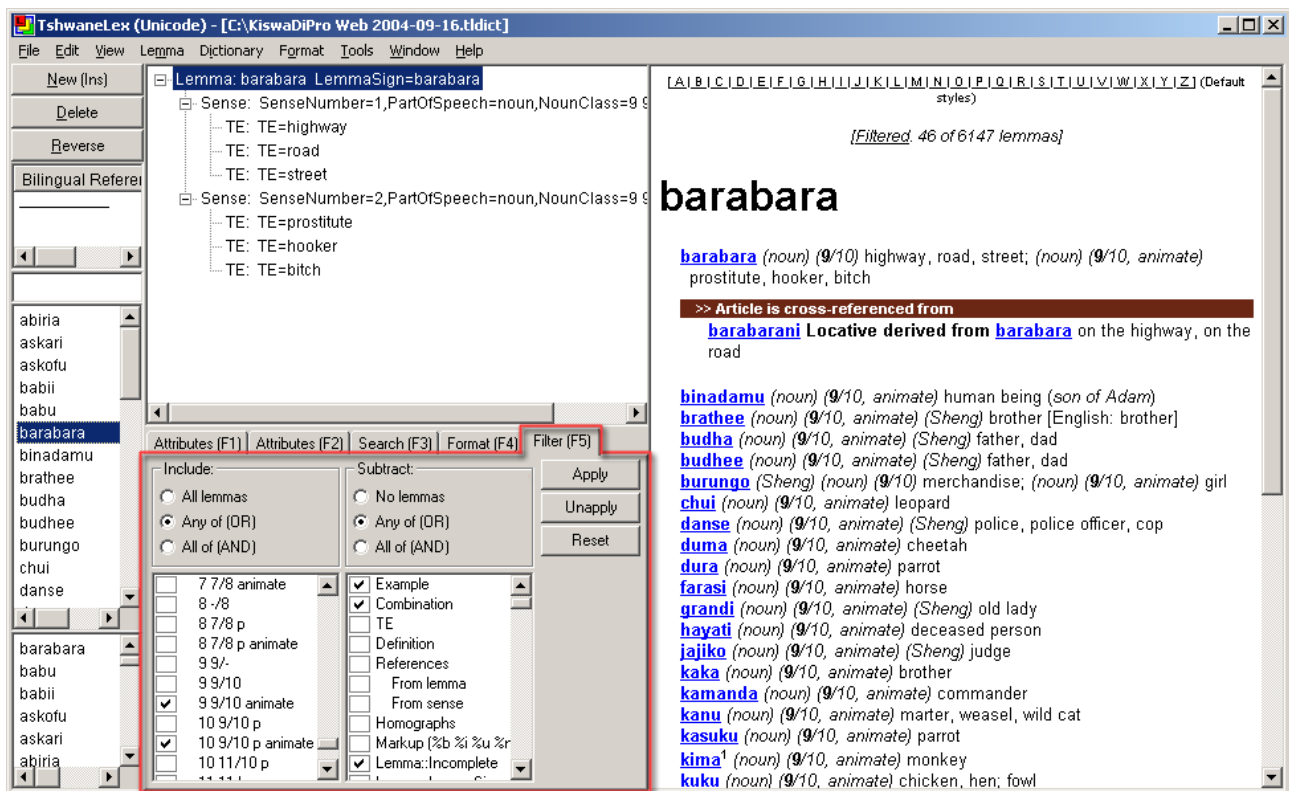 TshwaneLex (Unicode) - [C:\KiswaDiPro Web 2004-09-16.tldict]
File Edit View Lemma Dictionary Format Tools Window Help
New (Ins)
Delete
Reverse
Bilingual Referen
abiria
askari
askofu
babii
babu
barabara
binadamu
brathee
budha
budhee
burungo
chui
danse
barabara
babu
babii
askofu
askari
abiria
Lemma: barabara LemmaSign=barabara
Sense: SenseNumber=1,PartOfSpeech=noun,NounClass=9 9
TE: TE=highway
TE: TE=road
TE: TE=street
Sense: SenseNumber=2,PartOfSpeech=noun,NounClass=9 9
TE: TE=prostitute
TE: TE=hooker
TE: TE=bitch
Attributes (F1) Attributes (F2) Search (F3) Format (F4) Filter (F5)
Include:
All lemmas
Any of (OR)
All of (AND)
Subtract:
No lemmas
Any of (OR)
All of (AND)
Apply
Unapply
Reset
7 7/8 animate
8 -/8
8 7/8 p
8 7/8 p animate
9 9/-
9 9/10
9 9/10 animate
10 9/10 p
10 9/10 p animate
10 11/10 p
Example
Combination
TE
Definition
References
From lemma
From sense
Homographs
Markup (%b %i %u %r
Lemma::Incomplete
[A|B|C|D|E|F|G|H|I|J|K|L|M|N|O|P|Q|R|S|T|U|V|W|X|Y|Z] (Default
styles)
[Filtered. 46 of 6147 lemmas]
barabara
barabara (noun) (9/10) highway, road, street; (noun) (9/10, animate)
prostitute, hooker, bitch
>> Article is cross-referenced from
barabarani Locative derived from barabara on the highway, on the
road
binadamu (noun) (9/10, animate) human being (son of Adam)
brathee (noun) (9/10, animate) (Sheng) brother [English: brother]
budha (noun) (9/10, animate) (Sheng) father, dad
budhee (noun) (9/10, animate) (Sheng) father, dad
burungo (Sheng) (noun) (9/10) merchandise; (noun) (9/10, animate) girl
chui (noun) (9/10, animate) leopard
danse (noun) (9/10, animate) (Sheng) police, police officer, cop
duma (noun) (9/10, animate) cheetah
dura (noun) (9/10, animate) parrot
farasi (noun) (9/10, animate) horse
grandi (noun) (9/10, animate) (Sheng) old lady
hayati (noun) (9/10, animate) deceased person
jajiko (noun) (9/10, animate) (Sheng) judge
kaka (noun) (9/10, animate) brother
kamanda (noun) (9/10, animate) commander
kanu (noun) (9/10, animate) marter, weasel, wild cat
kasuku (noun) (9/10, animate) parrot
kima¹ (noun) (9/10, animate) monkey
kuku (noun) (9/10, animate) chicken, hen; fowl